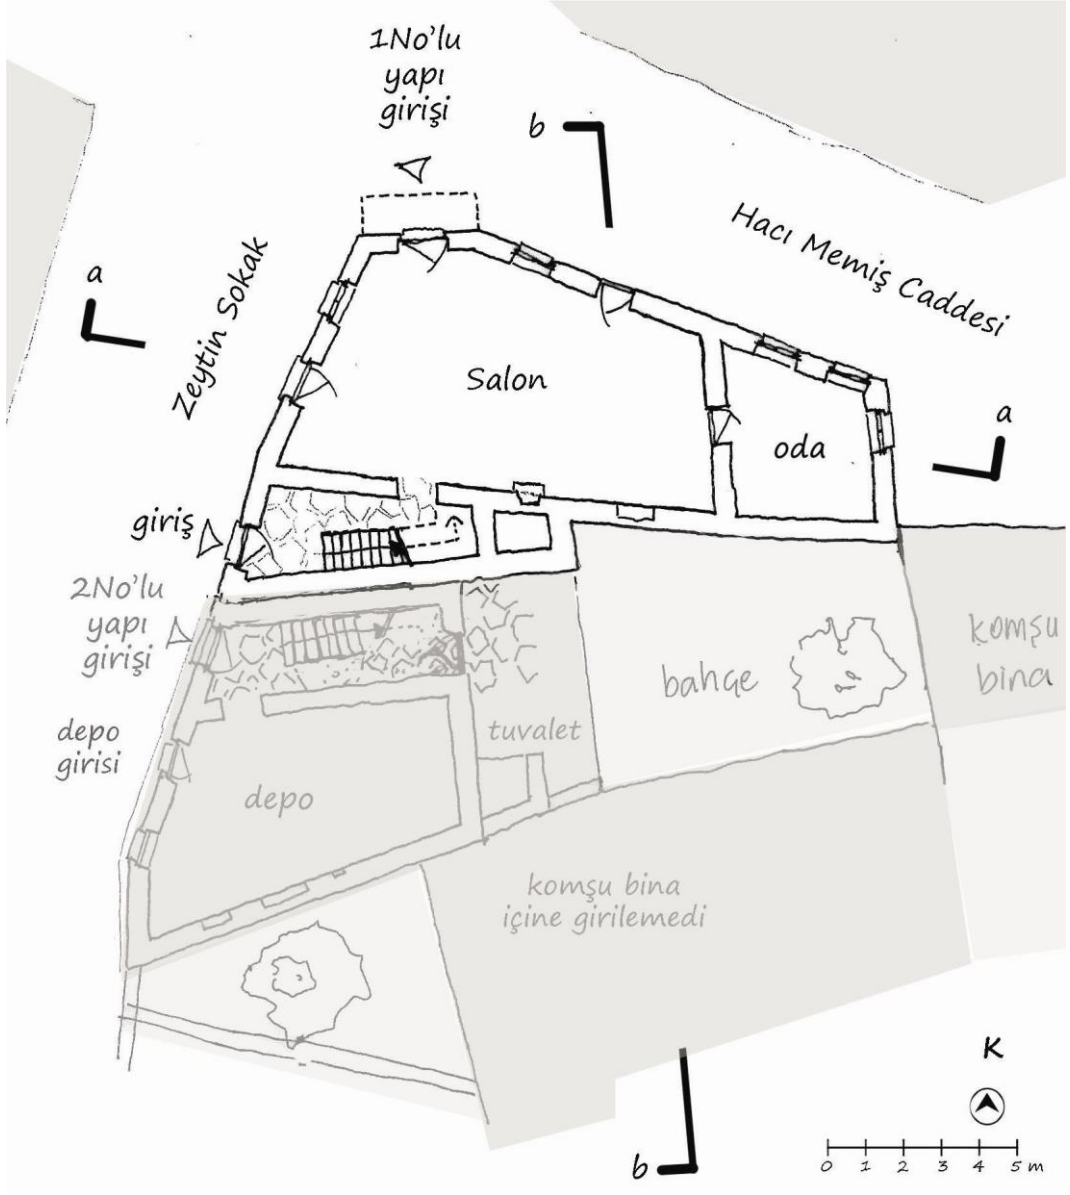 1No'lu
yapı
girişi
b
Hacı Memiş Caddesi
Zeytin Sokak
a
Salon
a
oda
giriş
2No'lu
yapı
girişi
komşu
bina
bahçe
depo
girisi
tuvalet
depo
komşu bina
içine girilemedi
K
b
0 1 2 3 4 5 m